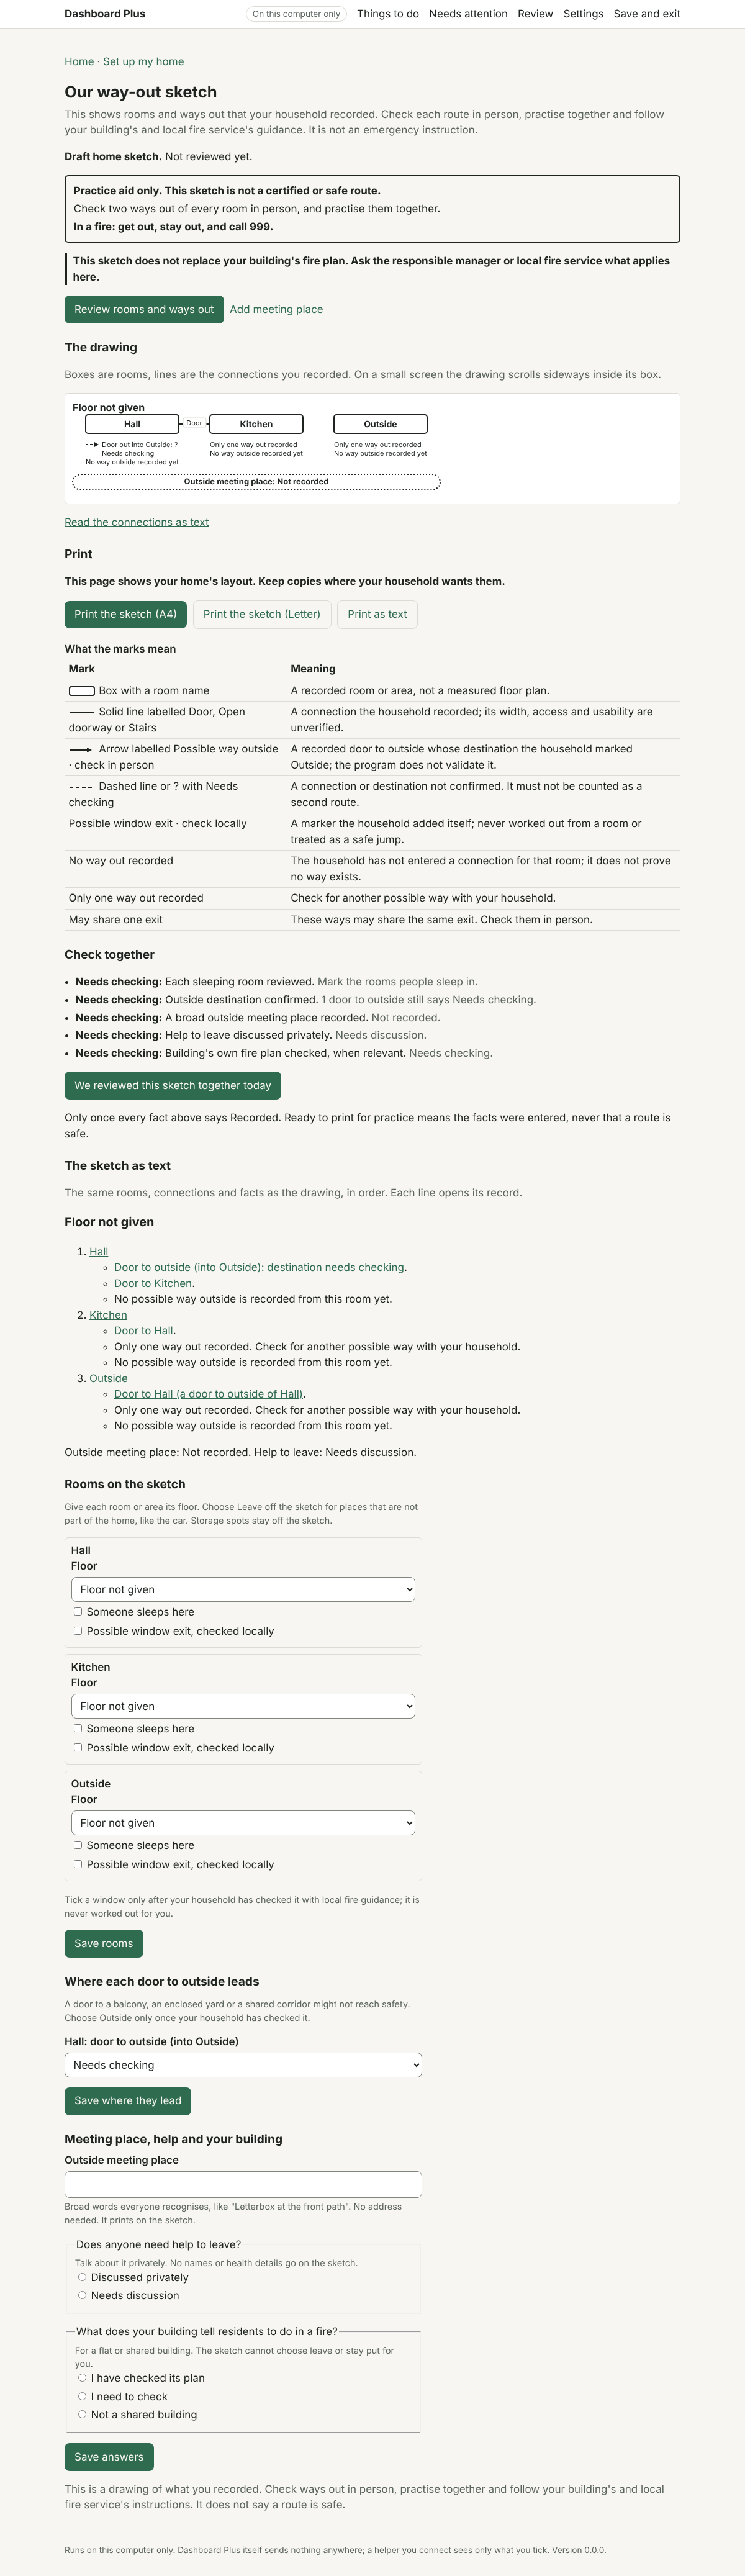 Dashboard Plus
On this computer only
Things to do
Needs attention
Review
Settings
Save and exit
Home · Set up my home
Our way-out sketch
This shows rooms and ways out that your household recorded. Check each route in person, practise together and follow
your building's and local fire service's guidance. It is not an emergency instruction.
Draft home sketch. Not reviewed yet.
Practice aid only. This sketch is not a certified or safe route.
Check two ways out of every room in person, and practise them together.
In a fire: get out, stay out, and call 999.
This sketch does not replace your building's fire plan. Ask the responsible manager or local fire service what applies
here.
Review rooms and ways out
Add meeting place
The drawing
Boxes are rooms, lines are the connections you recorded. On a small screen the drawing scrolls sideways inside its box.
Floor not given
Hall
Door
Kitchen
Outside
Door out into Outside: ?
Needs checking
No way outside recorded yet
Only one way out recorded
No way outside recorded yet
Only one way out recorded
No way outside recorded yet
Outside meeting place: Not recorded
Read the connections as text
Print
This page shows your home's layout. Keep copies where your household wants them.
Print the sketch (A4)
Print the sketch (Letter)
Print as text
What the marks mean
Mark
Meaning
Box with a room name
A recorded room or area, not a measured floor plan.
Solid line labelled Door, Open
doorway or Stairs
A connection the household recorded; its width, access and usability are
unverified.
Arrow labelled Possible way outside
· check in person
A recorded door to outside whose destination the household marked
Outside; the program does not validate it.
Dashed line or ? with Needs
checking
A connection or destination not confirmed. It must not be counted as a
second route.
Possible window exit · check locally
A marker the household added itself; never worked out from a room or
treated as a safe jump.
No way out recorded
The household has not entered a connection for that room; it does not prove
no way exists.
Only one way out recorded
Check for another possible way with your household.
May share one exit
These ways may share the same exit. Check them in person.
Check together
• Needs checking: Each sleeping room reviewed. Mark the rooms people sleep in.
• Needs checking: Outside destination confirmed. 1 door to outside still says Needs checking.
• Needs checking: A broad outside meeting place recorded. Not recorded.
• Needs checking: Help to leave discussed privately. Needs discussion.
• Needs checking: Building's own fire plan checked, when relevant. Needs checking.
We reviewed this sketch together today
Only once every fact above says Recorded. Ready to print for practice means the facts were entered, never that a route is
safe.
The sketch as text
The same rooms, connections and facts as the drawing, in order. Each line opens its record.
Floor not given
1. Hall
Door to outside (into Outside): destination needs checking.
Door to Kitchen.
No possible way outside is recorded from this room yet.
2. Kitchen
Door to Hall.
Only one way out recorded. Check for another possible way with your household.
No possible way outside is recorded from this room yet.
3. Outside
Door to Hall (a door to outside of Hall).
Only one way out recorded. Check for another possible way with your household.
No possible way outside is recorded from this room yet.
Outside meeting place: Not recorded. Help to leave: Needs discussion.
Rooms on the sketch
Give each room or area its floor. Choose Leave off the sketch for places that are not
part of the home, like the car. Storage spots stay off the sketch.
Hall
Floor
Floor not given
Someone sleeps here
Possible window exit, checked locally
Kitchen
Floor
Floor not given
Someone sleeps here
Possible window exit, checked locally
Outside
Floor
Floor not given
Someone sleeps here
Possible window exit, checked locally
Tick a window only after your household has checked it with local fire guidance; it is
never worked out for you.
Save rooms
Where each door to outside leads
A door to a balcony, an enclosed yard or a shared corridor might not reach safety.
Choose Outside only once your household has checked it.
Hall: door to outside (into Outside)
Needs checking
Save where they lead
Meeting place, help and your building
Outside meeting place
Broad words everyone recognises, like "Letterbox at the front path". No address
needed. It prints on the sketch.
Does anyone need help to leave?
Talk about it privately. No names or health details go on the sketch.
Discussed privately
Needs discussion
What does your building tell residents to do in a fire?
For a flat or shared building. The sketch cannot choose leave or stay put for
you.
I have checked its plan
I need to check
Not a shared building
Save answers
This is a drawing of what you recorded. Check ways out in person, practise together and follow your building's and local
fire service's instructions. It does not say a route is safe.
Runs on this computer only. Dashboard Plus itself sends nothing anywhere; a helper you connect sees only what you tick. Version 0.0.0.